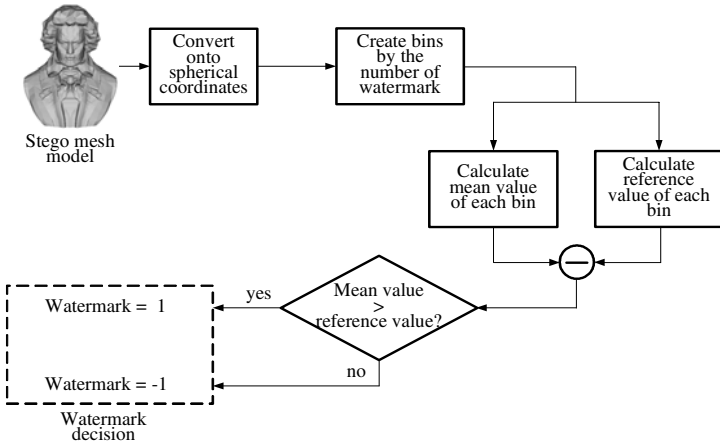 Stego mesh
model
Convert
onto
spherical
coordinates
Create bins
by the
number of
watermark
Calculate
mean value
of each bin
Calculate
reference
value of each
bin
Mean value
>
reference value?
yes
no
Watermark = 1
Watermark = -1
Watermark
decision